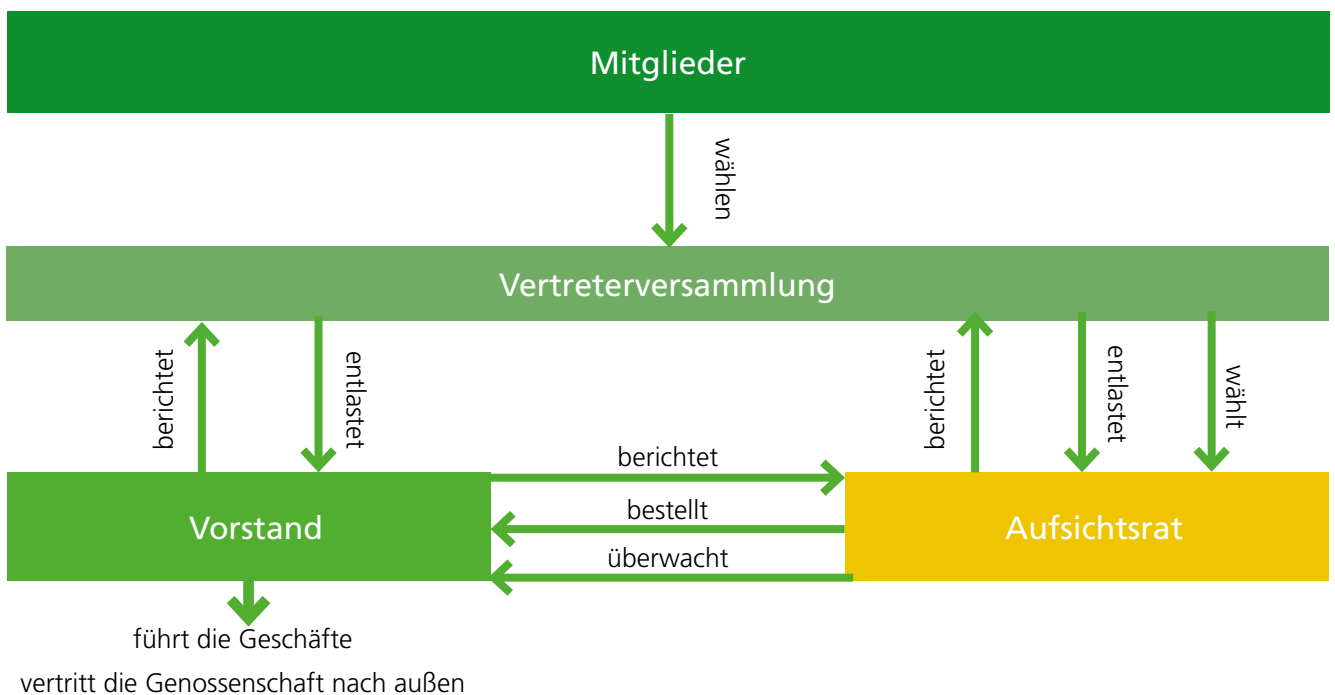 Mitglieder
wählen
Vertreterversammlung
berichtet
entlastet
berichtet
entlastet
wählt
berichtet
bestellt
überwacht
Vorstand
Aufsichtsrat
führt die Geschäfte
vertritt die Genossenschaft nach außen